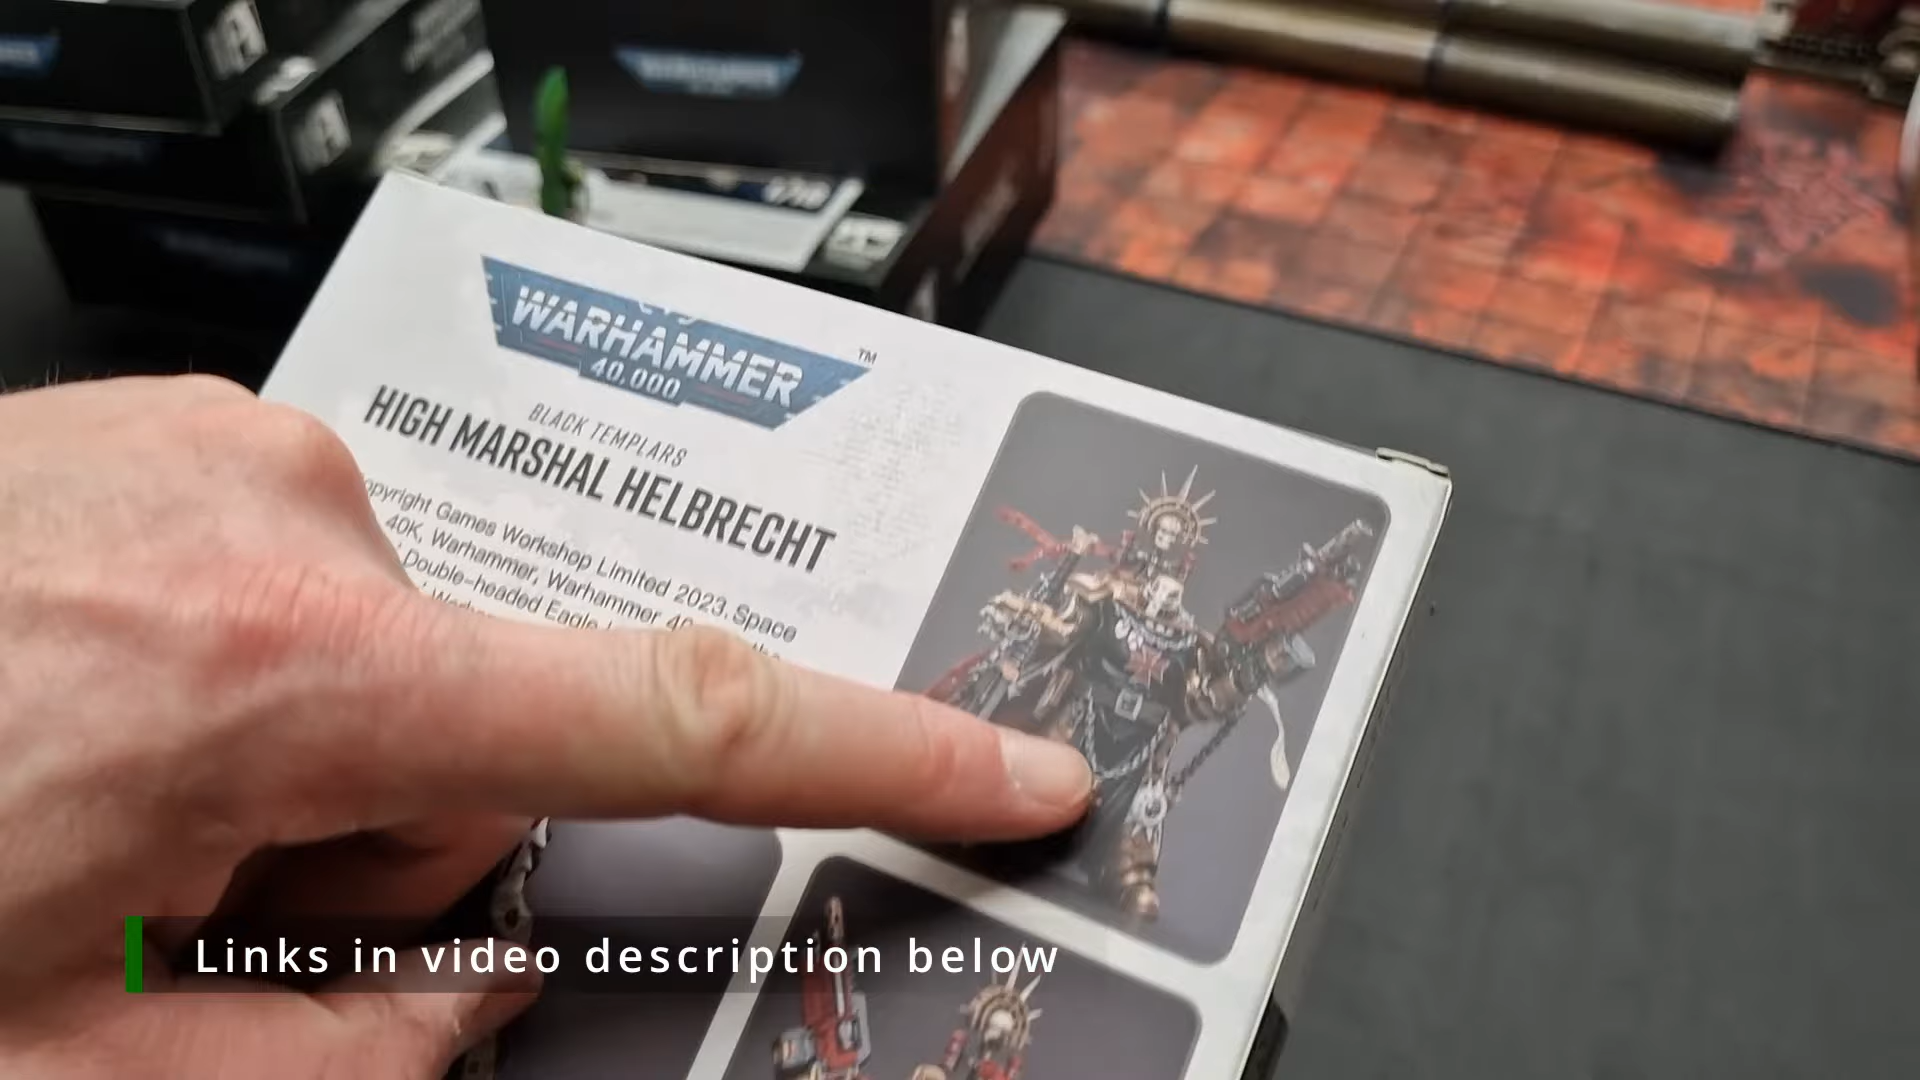 WARHAMMER
40,000
TM
BLACK TEMPLARS
HIGH MARSHAL HELBRECHT
opyright Games Workshop Limited 2023. Space
40K, Warhammer, Warhammer 40
Double-headed Eagle
Links in video description below